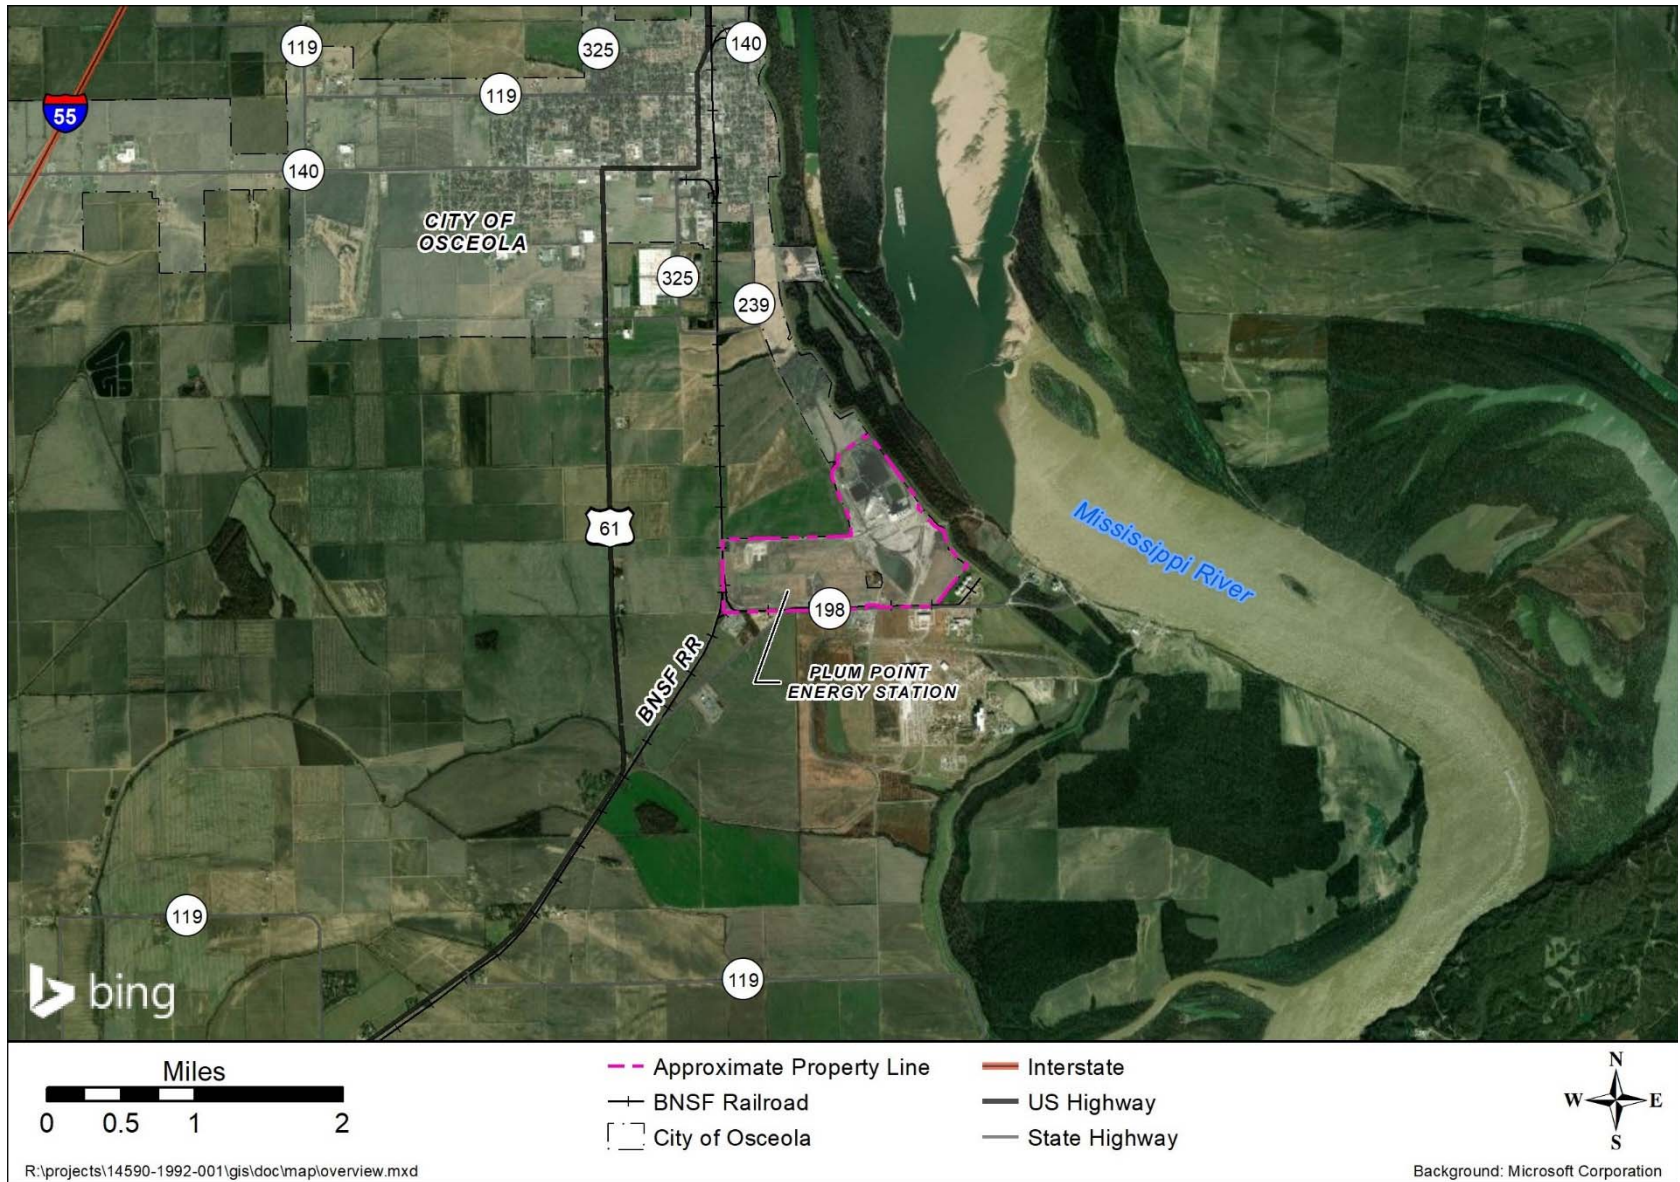 119
325
140
119
55
140
CITY OF
OSCEOLA
325
239
61
Mississippi River
198
BNSF RR
PLUM POINT
ENERGY STATION
119
119
bing
Miles
0 0.5 1 2
Approximate Property Line
BNSF Railroad
City of Osceola
Interstate
US Highway
State Highway
N
W E
S
R:\projects\14590-1992-001\gis\doc\map\overview.mxd
Background: Microsoft Corporation